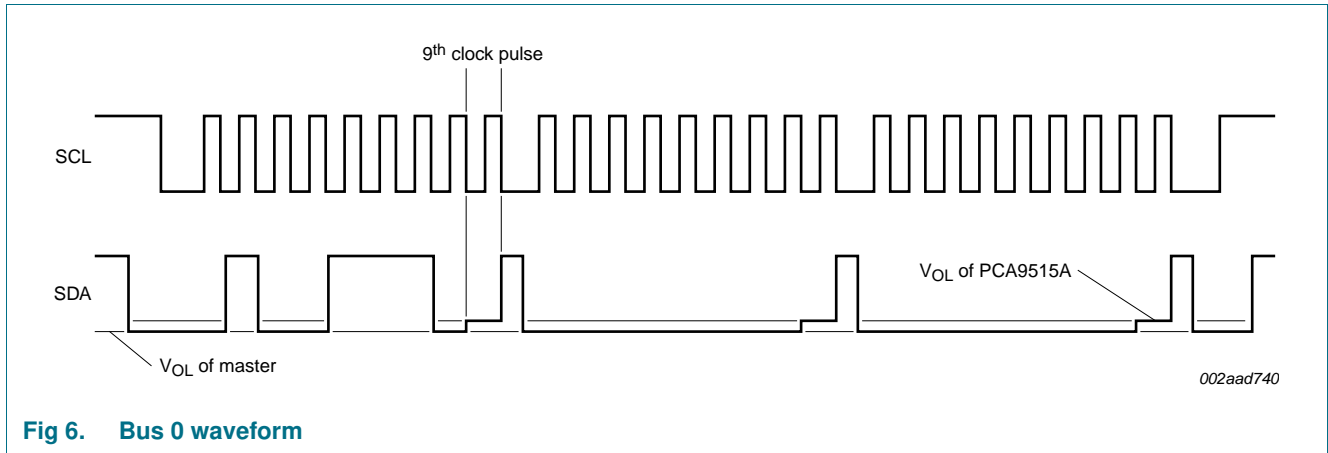 9th clock pulse
SCL
SDA
VOL of PCA9515A
VOL of master
002aad740
Fig 6. Bus 0 waveform